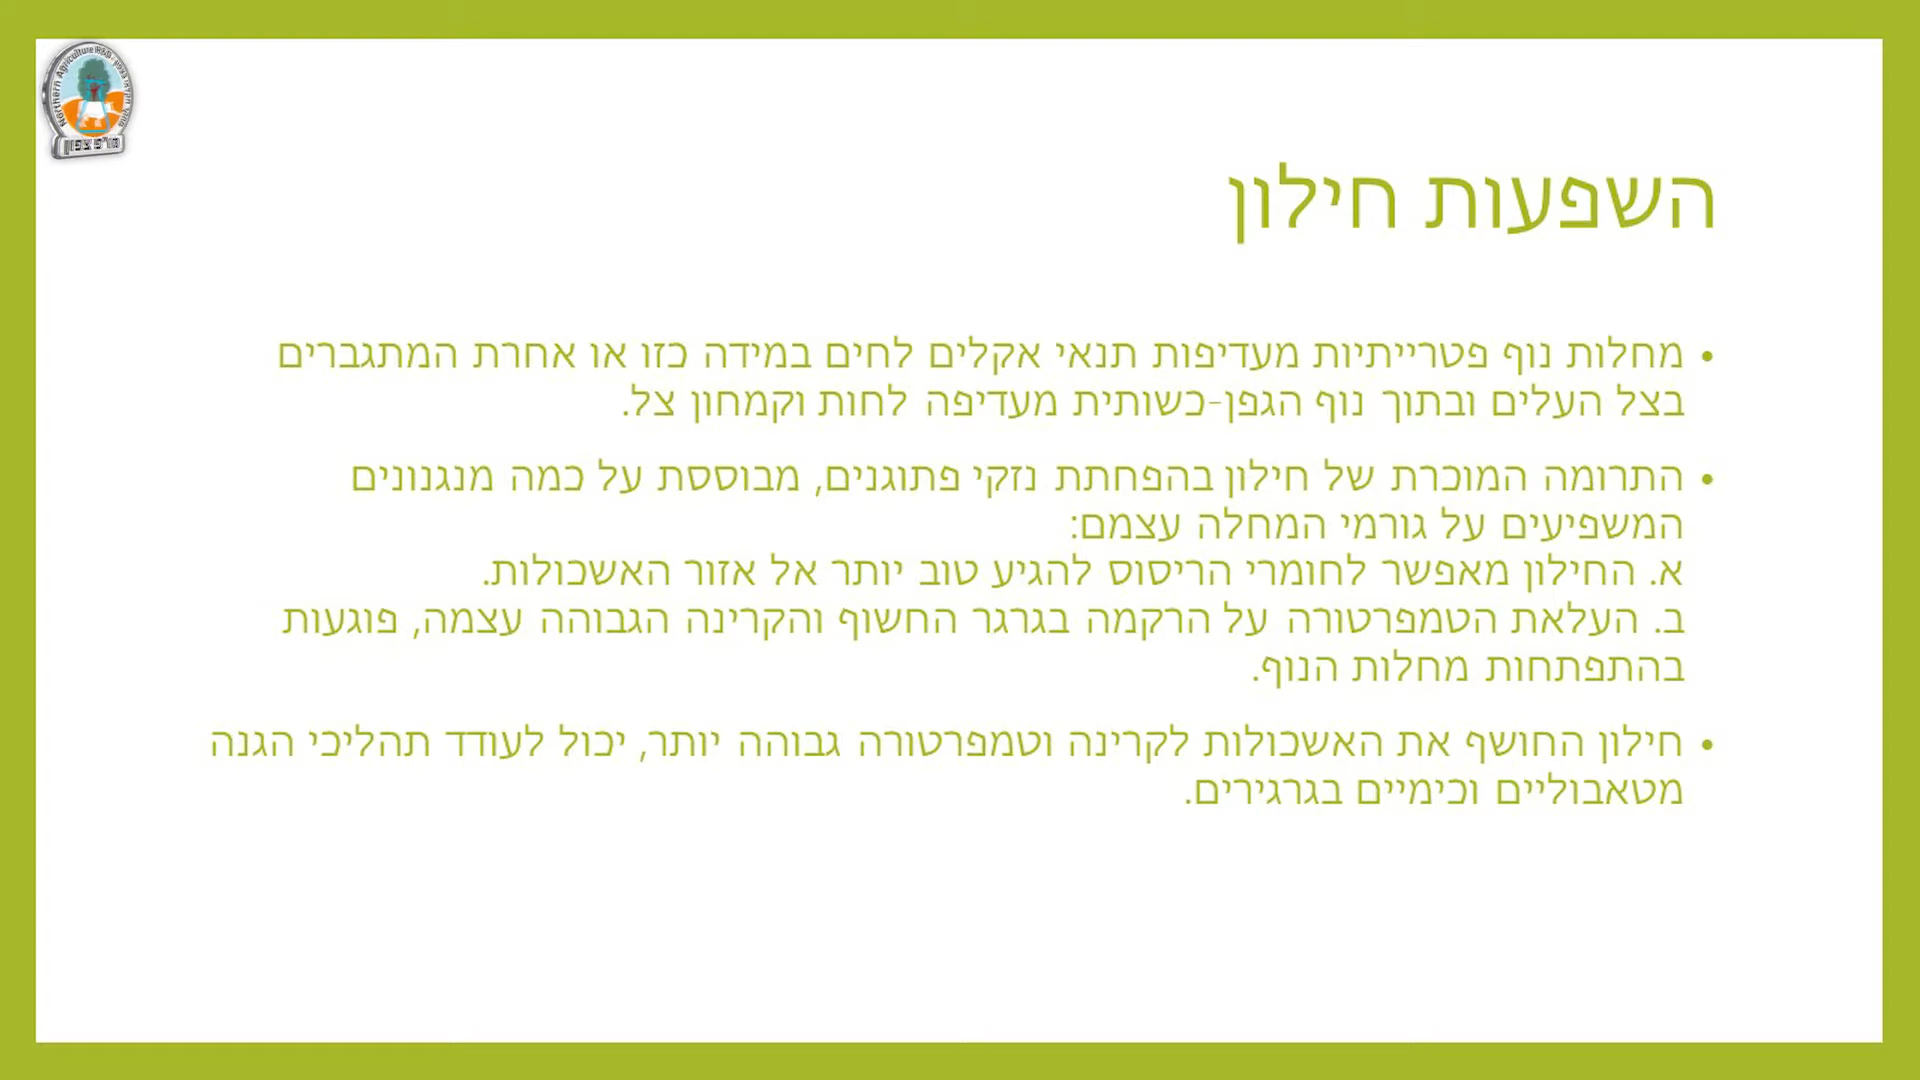 Northern Agriculture R&D
מו"פ צפון
השפעות חילון
• מחלות נוף פטרייתיות מעדיפות תנאי אקלים לחים במידה כזו או אחרת המתגברים
בצל העלים ובתוך נוף הגפן-כשותית מעדיפה לחות וקמחון צל.
• התרומה המוכרת של חילון בהפחתת נזקי פתוגנים, מבוססת על כמה מנגנונים
המשפיעים על גורמי המחלה עצמם:
א. החילון מאפשר לחומרי הריסוס להגיע טוב יותר אל אזור האשכולות.
ב. העלאת הטמפרטורה על הרקמה בגרגר החשוף והקרינה הגבוהה עצמה, פוגעות
בהתפתחות מחלות הנוף.
• חילון החושף את האשכולות לקרינה וטמפרטורה גבוהה יותר, יכול לעודד תהליכי הגנה
מטאבוליים וכימיים בגרגירים.